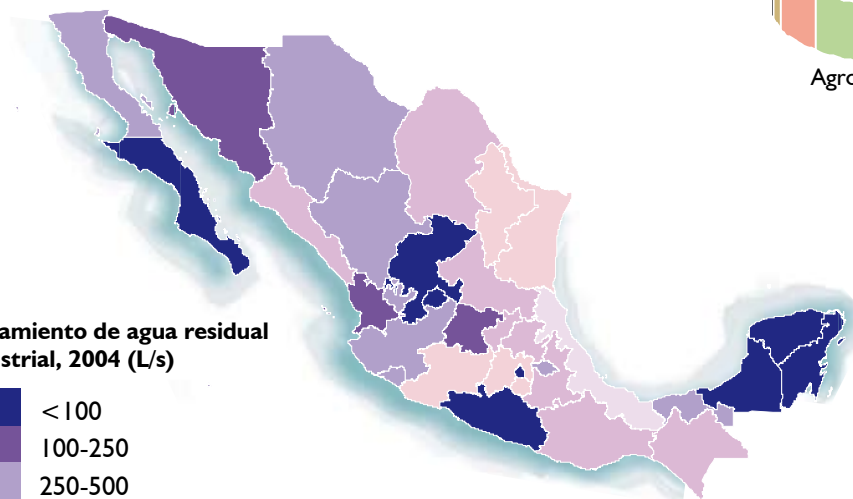 Agro
amiento de agua residual
strial, 2004 (L/s)
<100
100-250
250-500